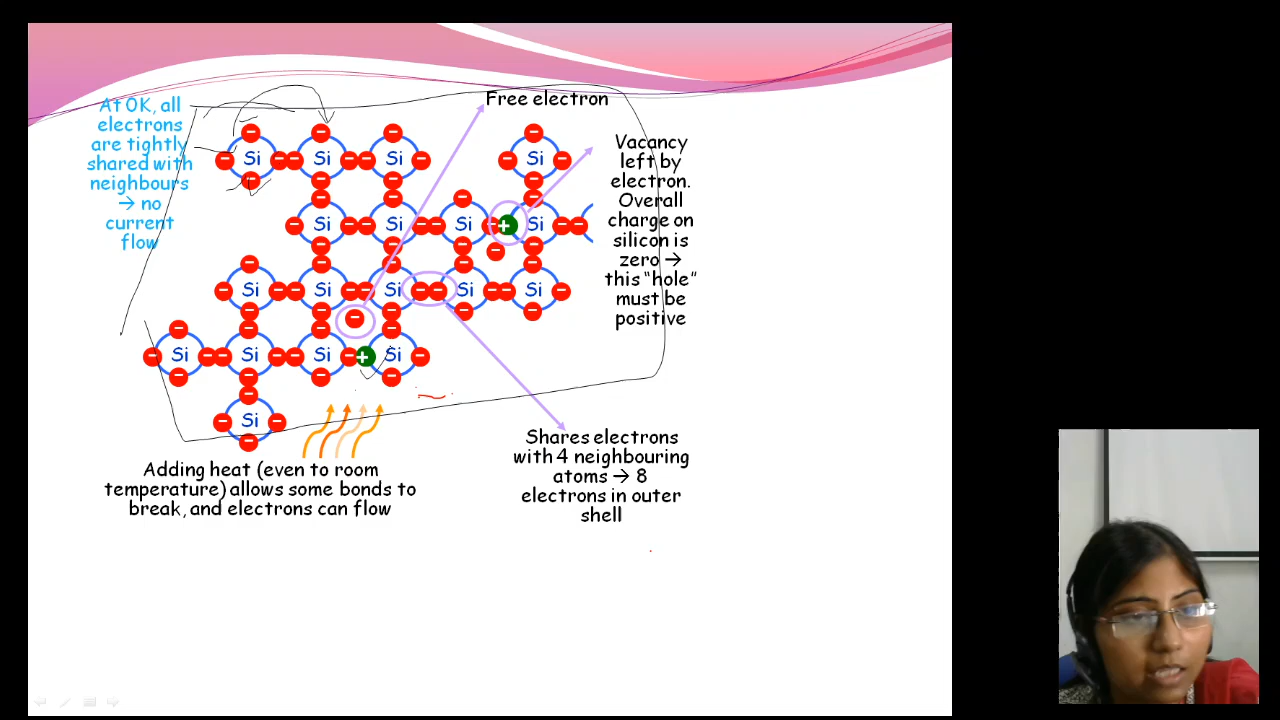 At 0K, all
electrons
are tightly
shared with
neighbours
→ no
current
flow
Free electron
Vacancy
left by
electron.
Overall
charge on
silicon is
zero →
this “hole”
must be
positive
Si Si Si Si
Si Si Si + Si
Si Si Si Si Si
Si Si Si + Si
Si
Adding heat (even to room
temperature) allows some bonds to
break, and electrons can flow
Shares electrons
with 4 neighbouring
atoms → 8
electrons in outer
shell